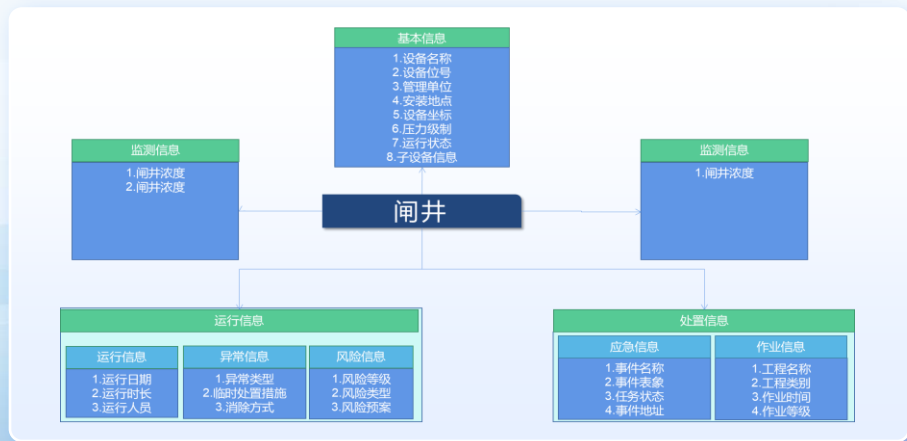 基本信息
1.设备名称
2.设备位号
3.管理单位
4.安装地点
5.设备坐标
6.压力级制
7.运行状态
8.子设备信息
监测信息
1.闸井浓度
2.闸井浓度
监测信息
1.闸井浓度
闸井
运行信息
运行信息
1.运行日期
2.运行时长
3.运行人员
异常信息
1.异常类型
2.临时处置措施
3.消除方式
风险信息
1.风险等级
2.风险类型
3.风险预案
处置信息
应急信息
1.事件名称
2.事件表象
3.任务状态
4.事件地址
作业信息
1.工程名称
2.工程类别
3.作业时间
4.作业等级